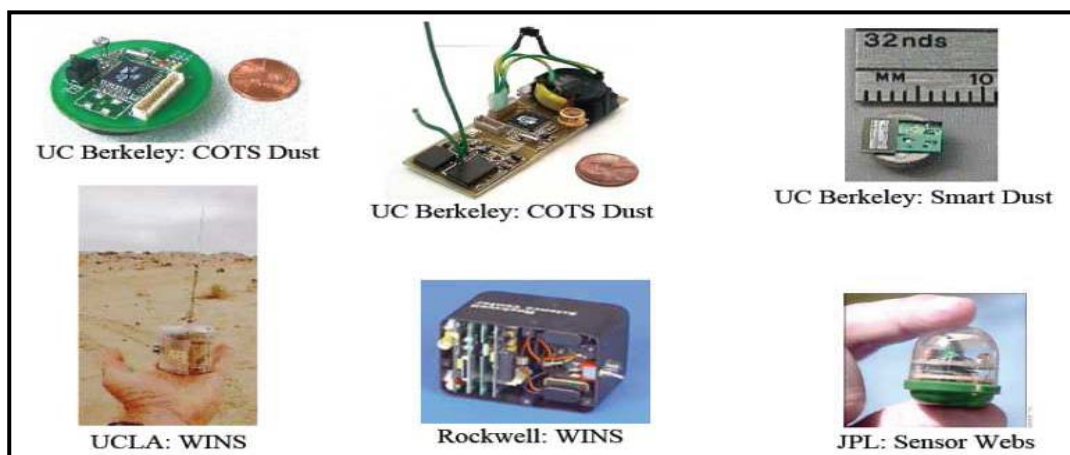 32nds
MM 10
UC Berkeley: COTS Dust
UC Berkeley: COTS Dust
UC Berkeley: Smart Dust
UCLA: WINS
Rockwell: WINS
JPL: Sensor Webs